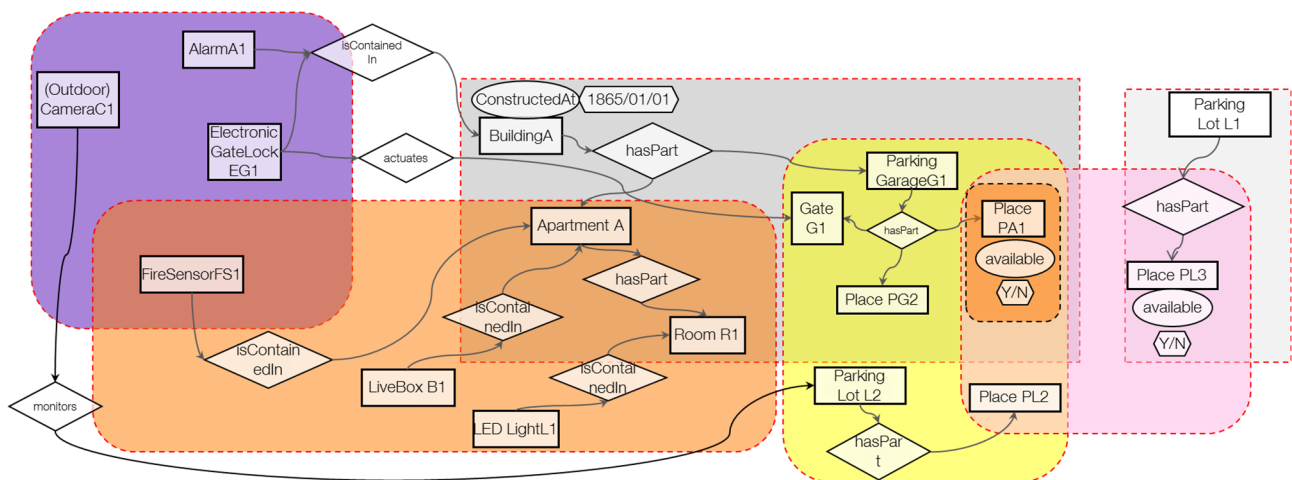 AlarmA1
isContained
In
(Outdoor)
CameraC1
Electronic
GateLock
EG1
actuates
ConstructedAt
1865/01/01
BuildingA
hasPart
Parking
GarageG1
Parking
Lot L1
hasPart
Gate
G1
hasPart
Place
PA1
available
Y/N
Place PG2
Place PL3
available
Y/N
Apartment A
hasPart
FireSensorFS1
isContai
nedIn
Room R1
isContain
edIn
LiveBox B1
isContai
nedIn
LED LightL1
monitors
Parking
Lot L2
Place PL2
hasPar
t